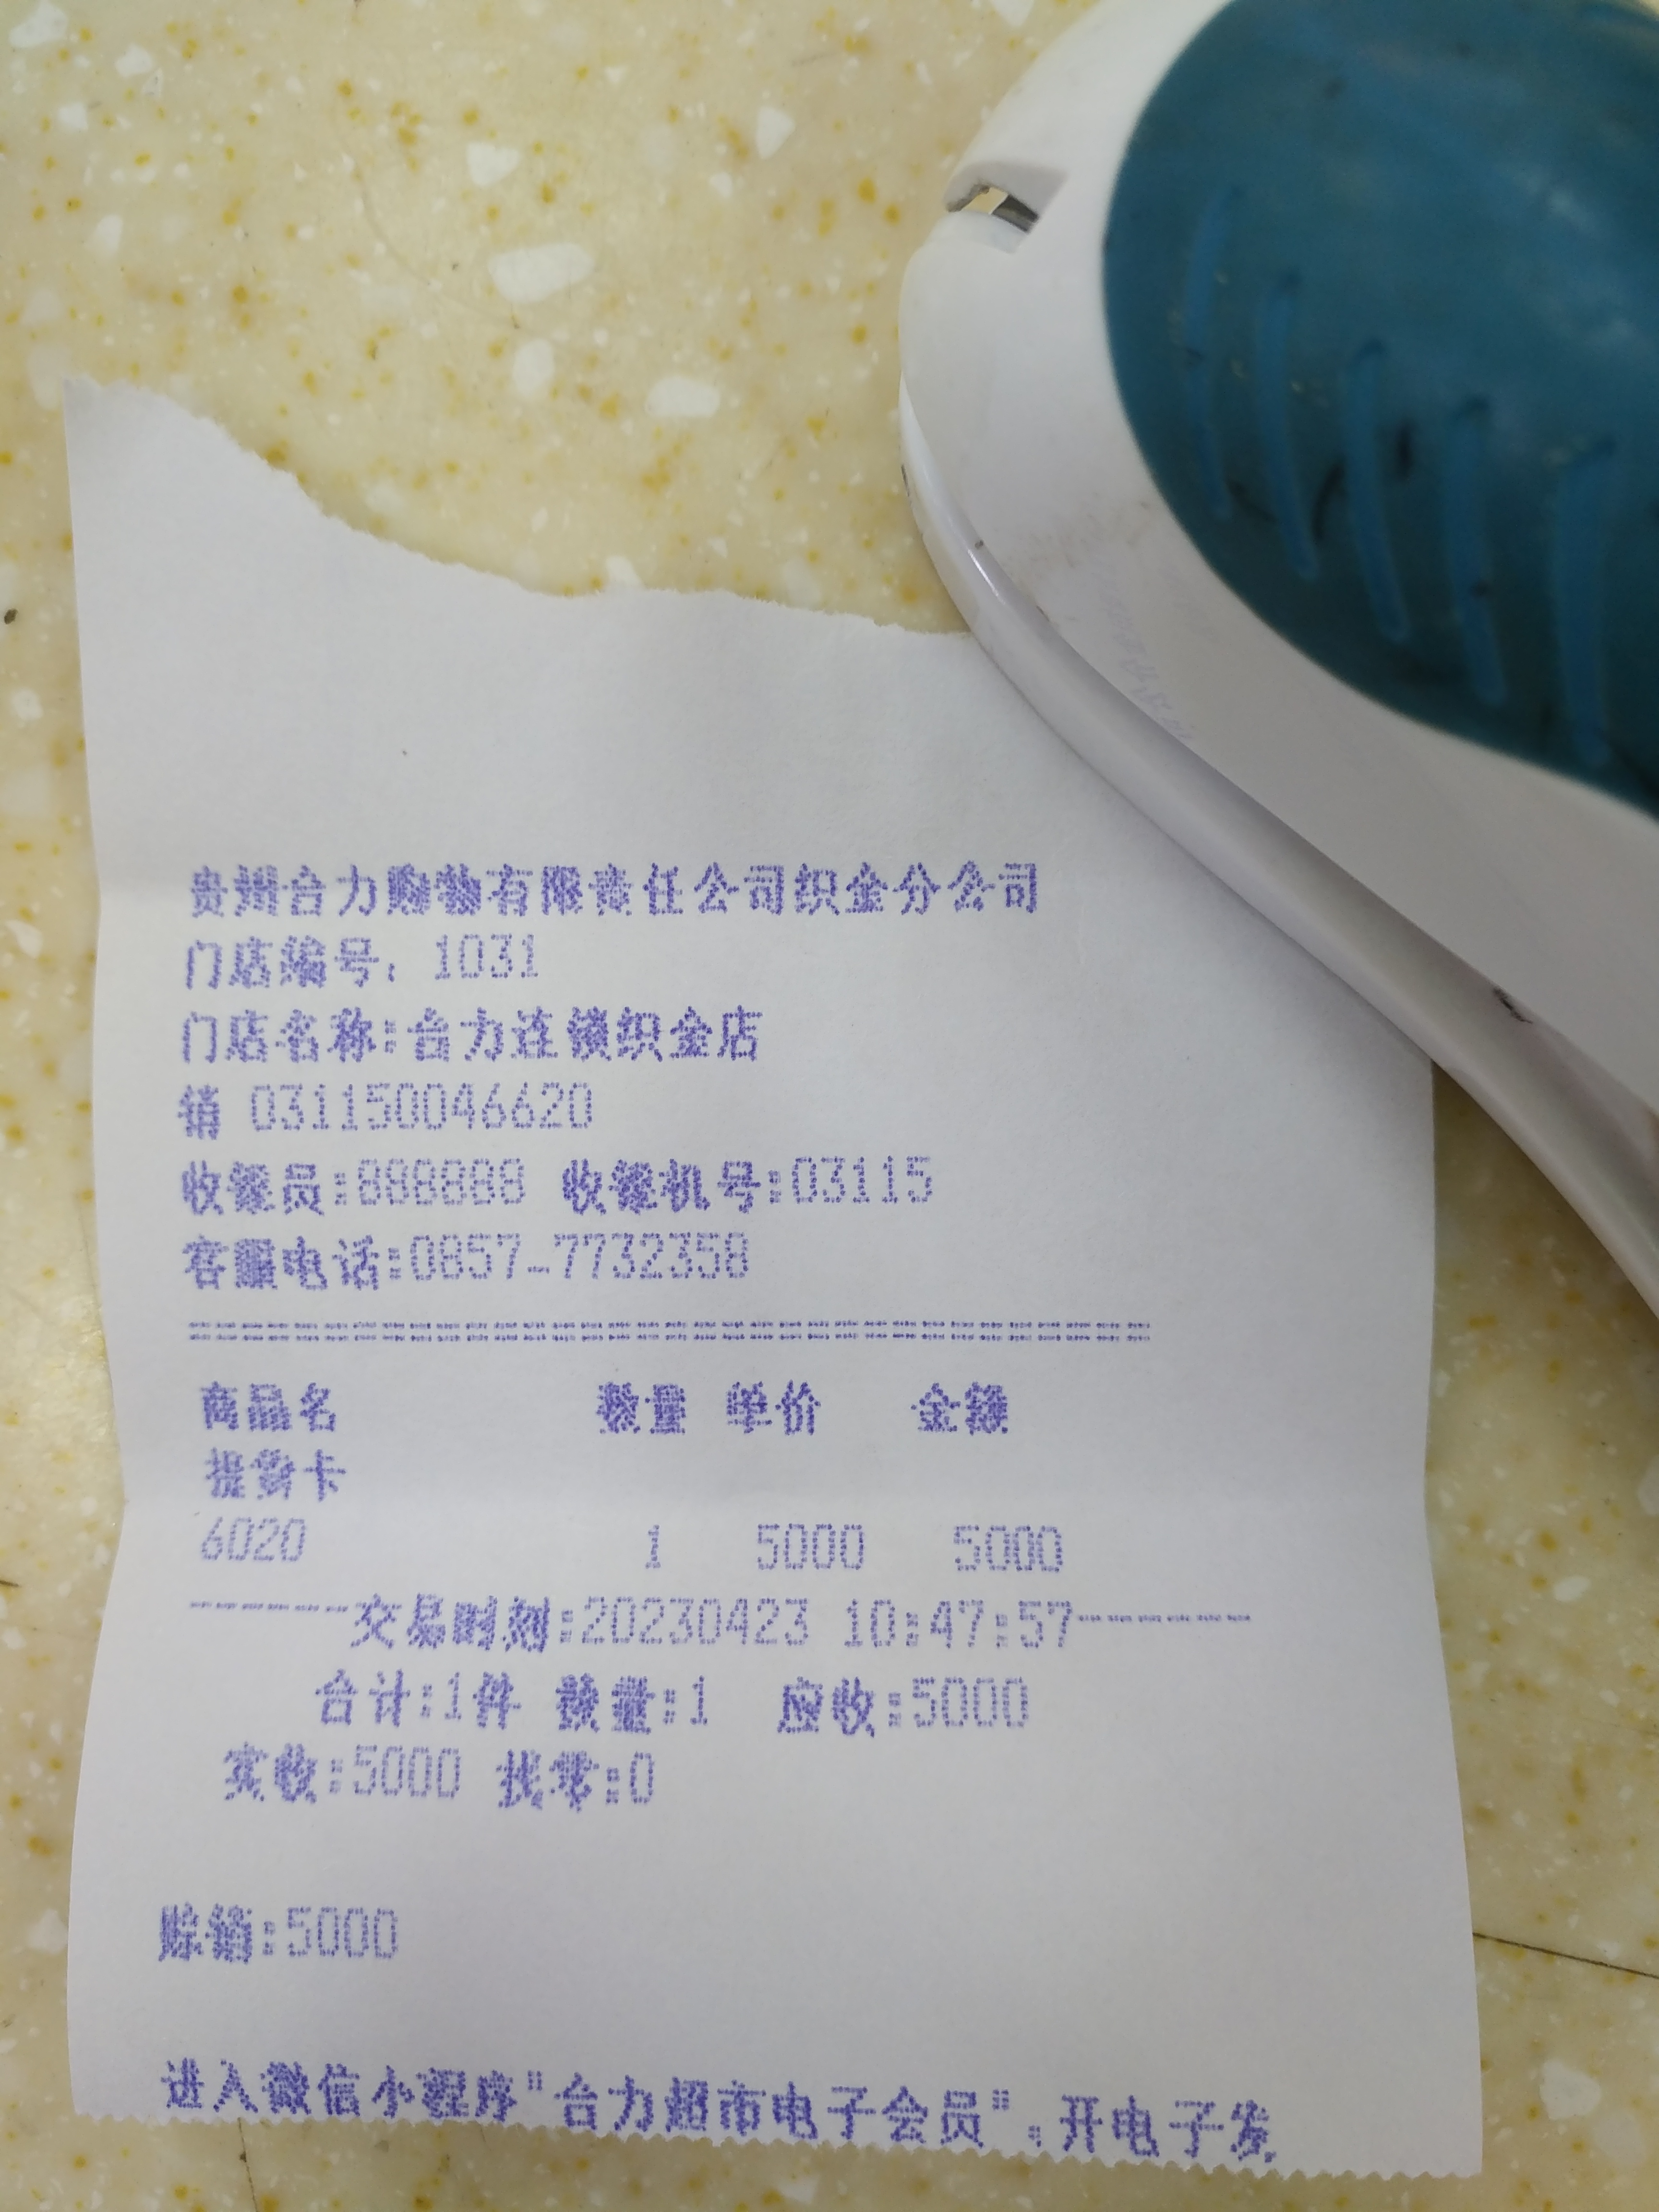 贵州合力购物有限责任公司织金分公司
门店编号: 1031
门店名称:合力连锁织金店
销 031150046620
收银员:888888 收银机号:03115
客服电话:0857-7732358
================================
商品名 数量 单价 金额
提货卡
6020 1 5000 5000
------交易时刻:20230423 10:47:57------
合计:1件 数量:1 应收:5000
实收:5000 找零:0
赊销:5000
进入微信小程序"合力超市电子会员",开电子发